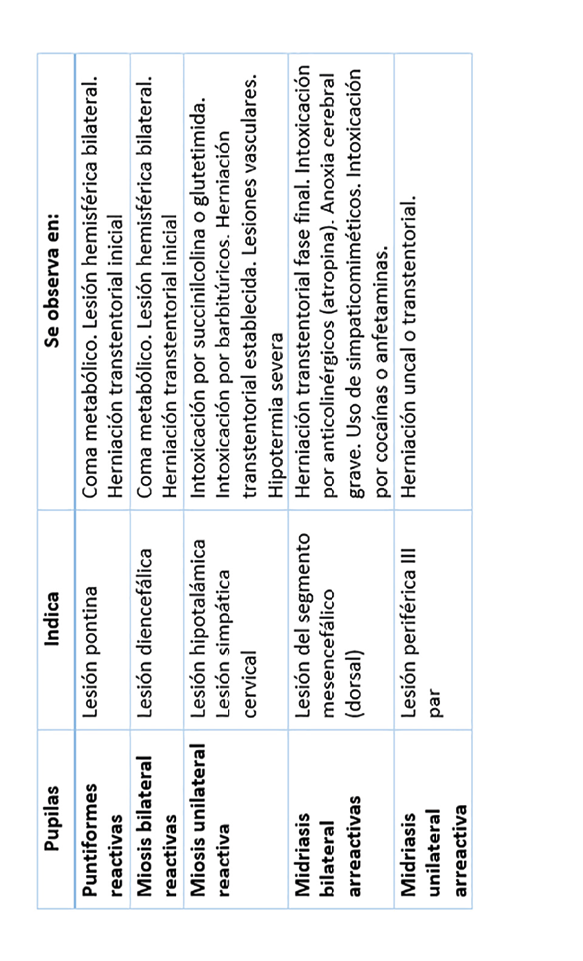 Pupilas
Indica
Se observa en:
Puntiformes
reactivas
Lesión pontina
Coma metabólico. Lesión hemisférica bilateral.
Herniación transtentorial inicial
Miosis bilateral
reactivas
Lesión diencefálica
Coma metabólico. Lesión hemisférica bilateral.
Herniación transtentorial inicial
Miosis unilateral
reactiva
Lesión hipotalámica
Lesión simpática
cervical
Intoxicación por succinilcolina o glutetimida.
Intoxicación por barbitúricos. Herniación
transtentorial establecida. Lesiones vasculares.
Hipotermia severa
Midriasis
bilateral
arreactivas
Lesión del segmento
mesencefálico
(dorsal)
Herniación transtentorial fase final. Intoxicación
por anticolinérgicos (atropina). Anoxia cerebral
grave. Uso de simpaticomiméticos. Intoxicación
por cocaínas o anfetaminas.
Midriasis
unilateral
arreactiva
Lesión periférica III
par
Herniación uncal o transtentorial.